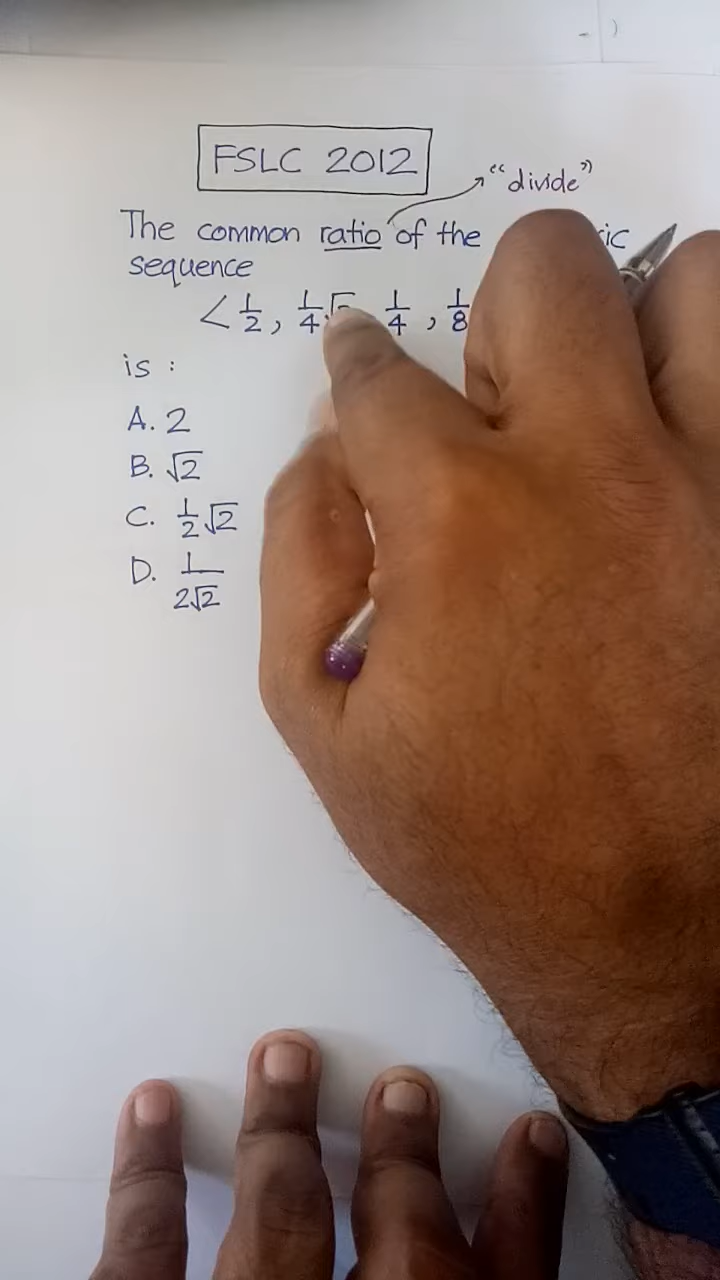 FSLC 2012
"divide"
The common ratio of the
sequence
< 1/2, 1/4√ 1/4, 1/8
is :
A. 2
B. √2
C. 1/2 √2
D. 1/2√2